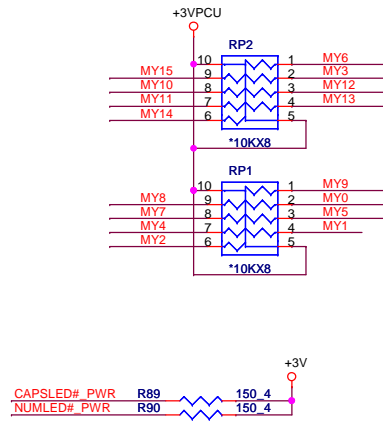 +3VPCU
RP2
10 1 MY6
MY15 9 2 MY3
MY10 8 3 MY12
MY11 7 4 MY13
MY14 6 5
*10KX8
RP1
10 1 MY9
MY8 9 2 MY0
MY7 8 3 MY5
MY4 7 4 MY1
MY2 6 5
*10KX8
+3V
CAPSLED#_PWR R89 150_4
NUMLED#_PWR R90 150_4